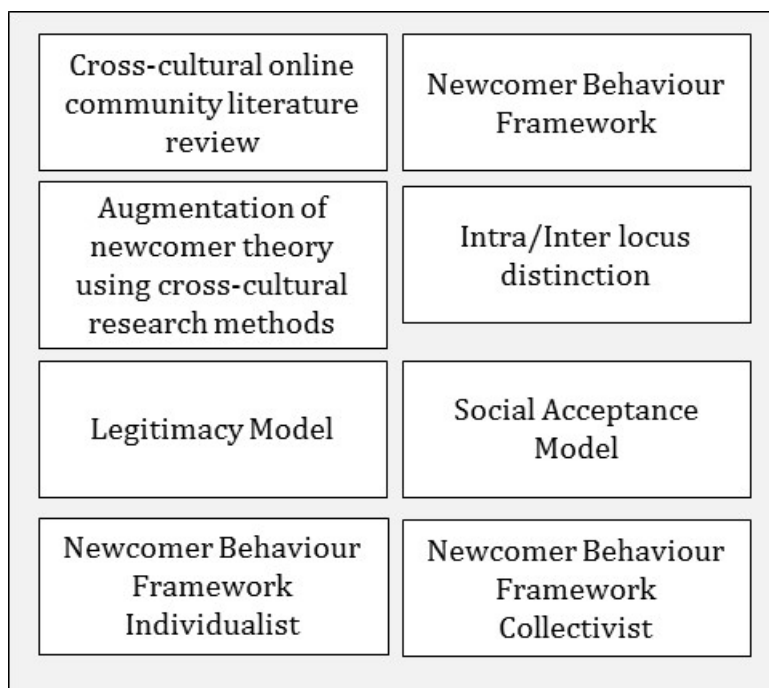 Cross-cultural online
community literature
review
Newcomer Behaviour
Framework
Augmentation of
newcomer theory
using cross-cultural
research methods
Intra/Inter locus
distinction
Legitimacy Model
Social Acceptance
Model
Newcomer Behaviour
Framework
Individualist
Newcomer Behaviour
Framework
Collectivist